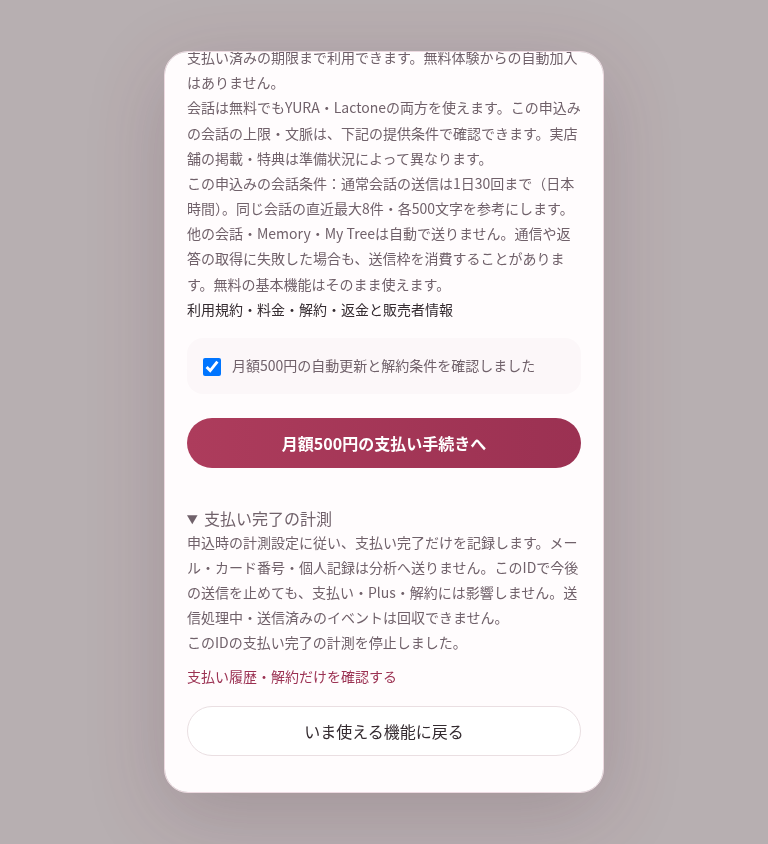 支払い済みの期限まで利用できます。無料体験からの自動加入
はありません。
会話は無料でもYURA・Lactoneの両方を使えます。この申込み
の会話の上限・文脈は、下記の提供条件で確認できます。実店
舗の掲載・特典は準備状況によって異なります。
この申込みの会話条件：通常会話の送信は1日30回まで（日本
時間）。同じ会話の直近最大8件・各500文字を参考にします。
他の会話・Memory・My Treeは自動で送りません。通信や返
答の取得に失敗した場合も、送信枠を消費することがありま
す。無料の基本機能はそのまま使えます。
利用規約・料金・解約・返金と販売者情報
月額500円の自動更新と解約条件を確認しました
月額500円の支払い手続きへ
▼ 支払い完了の計測
申込時の計測設定に従い、支払い完了だけを記録します。メー
ル・カード番号・個人記録は分析へ送りません。このIDで今後
の送信を止めても、支払い・Plus・解約には影響しません。送
信処理中・送信済みのイベントは回収できません。
このIDの支払い完了の計測を停止しました。
支払い履歴・解約だけを確認する
いま使える機能に戻る